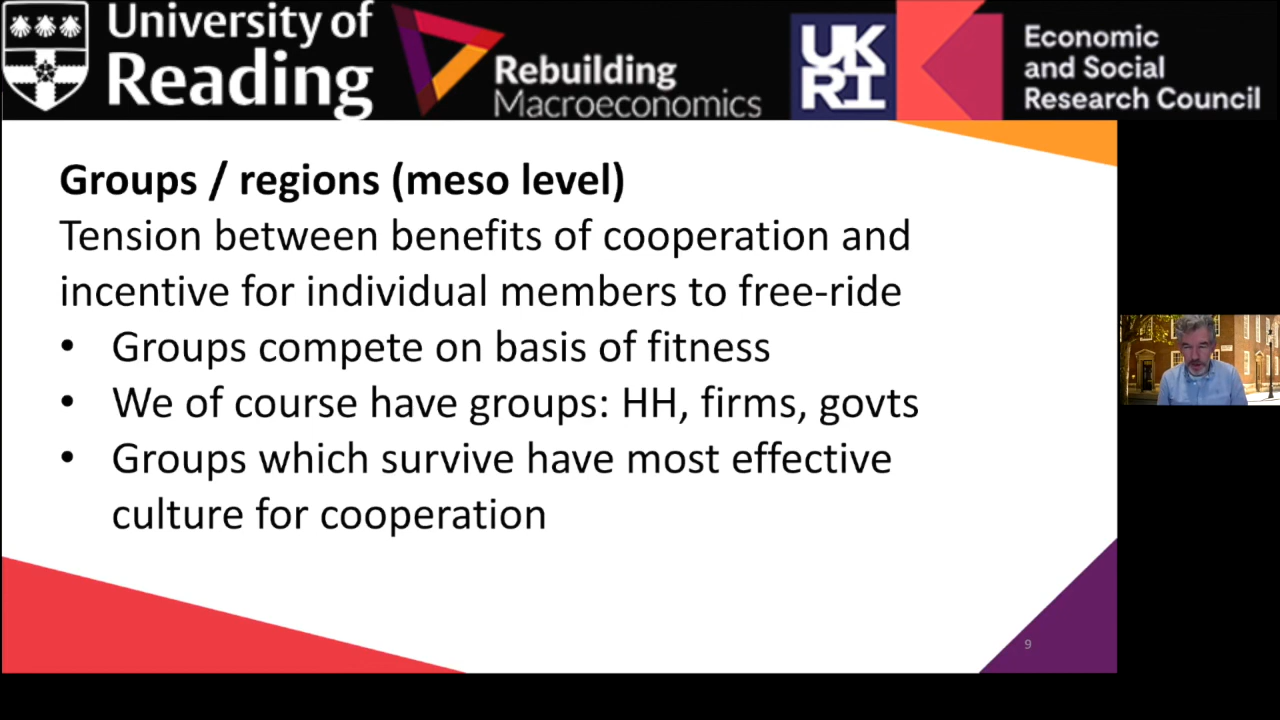 University of
Reading
Rebuilding
Macroeconomics
UK
RI
Economic
and Social
Research Council
Groups / regions (meso level)
Tension between benefits of cooperation and
incentive for individual members to free-ride
• Groups compete on basis of fitness
• We of course have groups: HH, firms, govts
• Groups which survive have most effective
culture for cooperation
9